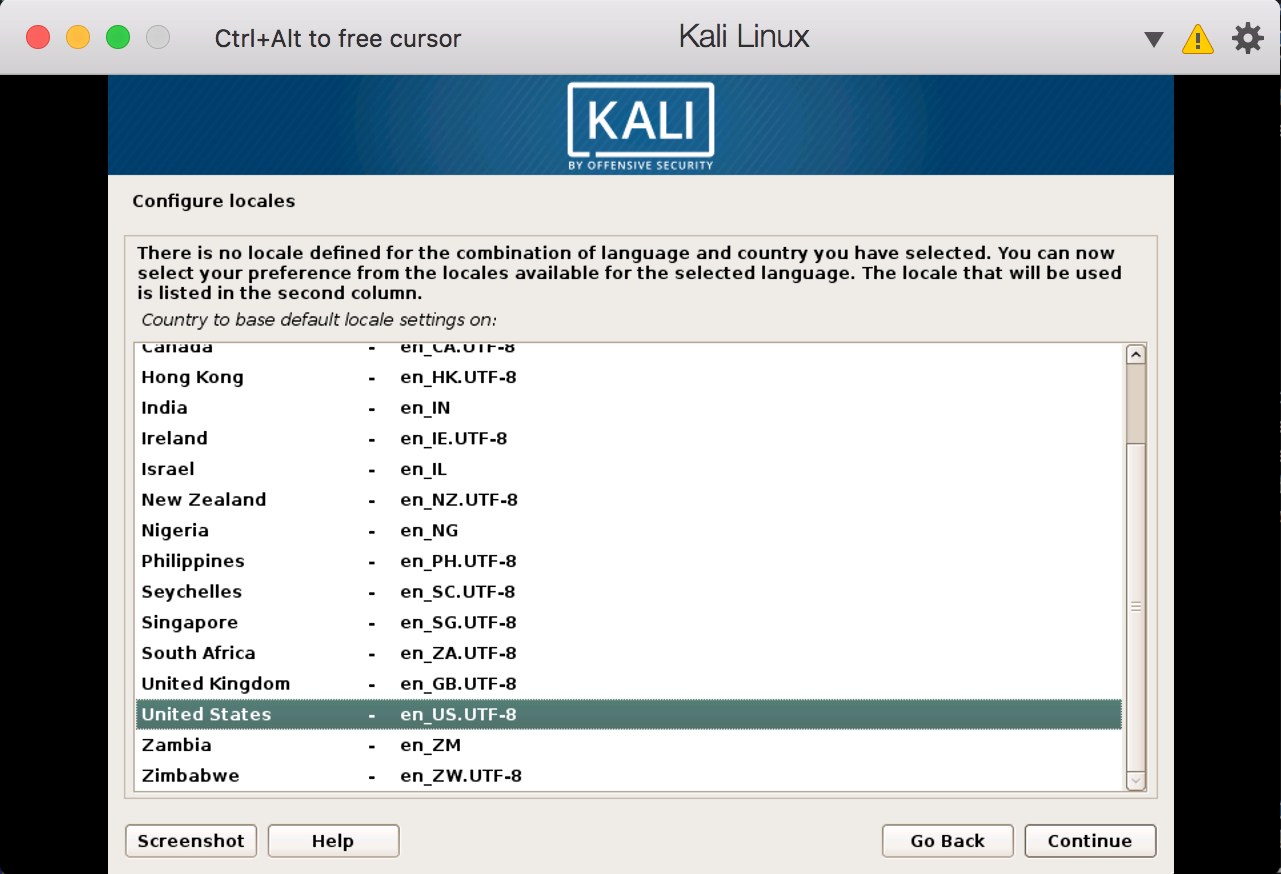 Ctrl+Alt to free cursor
Kali Linux
KALI
BY OFFENSIVE SECURITY
Configure locales
There is no locale defined for the combination of language and country you have selected. You can now
select your preference from the locales available for the selected language. The locale that will be used
is listed in the second column.
Country to base default locale settings on:
Canada - en_CA.UTF-8
Hong Kong - en_HK.UTF-8
India - en_IN
Ireland - en_IE.UTF-8
Israel - en_IL
New Zealand - en_NZ.UTF-8
Nigeria - en_NG
Philippines - en_PH.UTF-8
Seychelles - en_SC.UTF-8
Singapore - en_SG.UTF-8
South Africa - en_ZA.UTF-8
United Kingdom - en_GB.UTF-8
United States - en_US.UTF-8
Zambia - en_ZM
Zimbabwe - en_ZW.UTF-8
Screenshot Help Go Back Continue